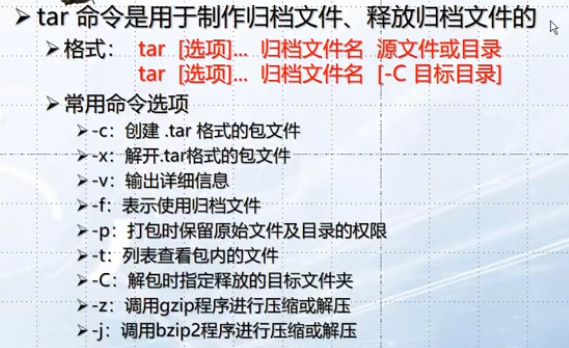 tar 命令是用于制作归档文件、释放归档文件的
格式： tar [选项]... 归档文件名 源文件或目录
tar [选项]... 归档文件名 [-C 目标目录]
常用命令选项
-c：创建 .tar 格式的包文件
-x：解开.tar格式的包文件
-v：输出详细信息
-f：表示使用归档文件
-p：打包时保留原始文件及目录的权限
-t：列表查看包内的文件
-C：解包时指定释放的目标文件夹
-z：调用gzip程序进行压缩或解压
-j：调用bzip2程序进行压缩或解压